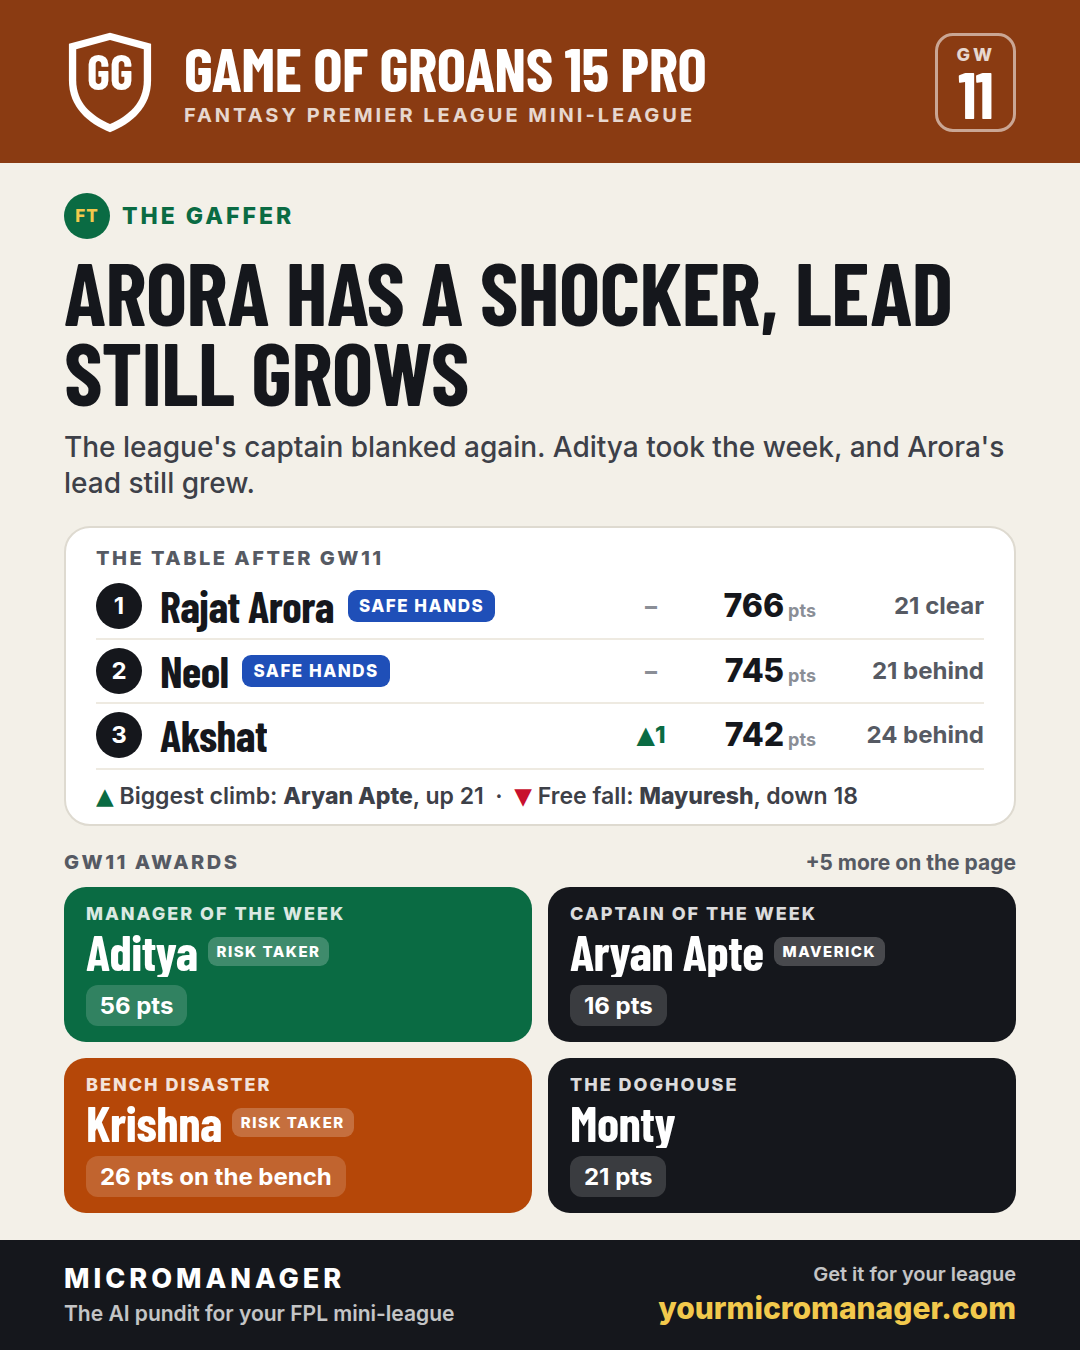 GG
GAME OF GROANS 15 PRO
FANTASY PREMIER LEAGUE MINI-LEAGUE
GW
11
FT
THE GAFFER
ARORA HAS A SHOCKER, LEAD
STILL GROWS
The league's captain blanked again. Aditya took the week, and Arora's
lead still grew.
THE TABLE AFTER GW11
1 Rajat Arora SAFE HANDS – 766 pts 21 clear
2 Neol SAFE HANDS – 745 pts 21 behind
3 Akshat ▲1 742 pts 24 behind
▲ Biggest climb: Aryan Apte, up 21 · ▼ Free fall: Mayuresh, down 18
GW11 AWARDS
+5 more on the page
MANAGER OF THE WEEK
Aditya RISK TAKER
56 pts
CAPTAIN OF THE WEEK
Aryan Apte MAVERICK
16 pts
BENCH DISASTER
Krishna RISK TAKER
26 pts on the bench
THE DOGHOUSE
Monty
21 pts
MICROMANAGER
The AI pundit for your FPL mini-league
Get it for your league
yourmicromanager.com